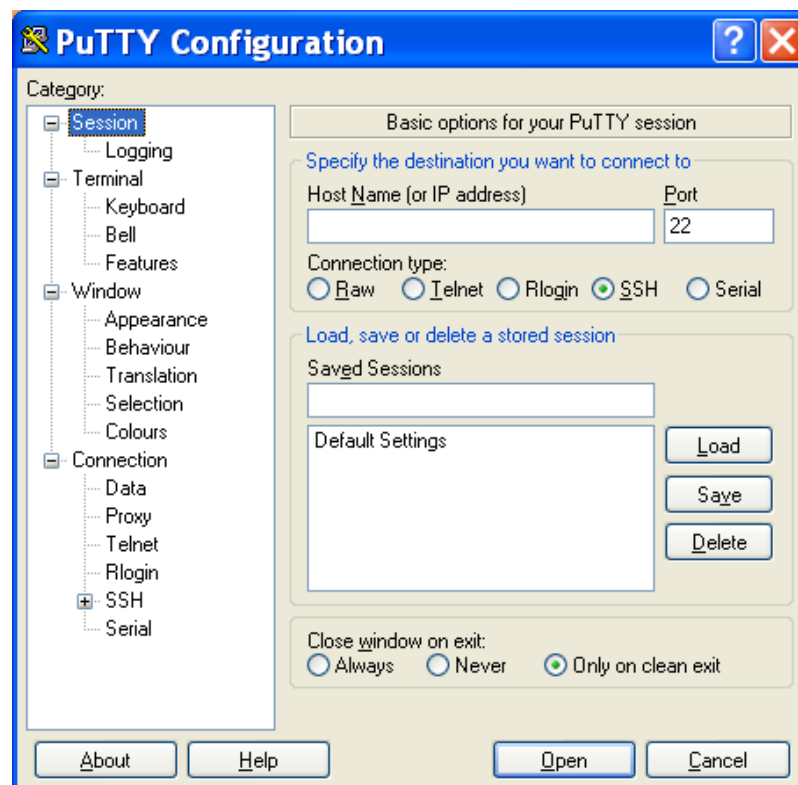 PuTTY Configuration
Category:
Session
Logging
Terminal
Keyboard
Bell
Features
Window
Appearance
Behaviour
Translation
Selection
Colours
Connection
Data
Proxy
Telnet
Rlogin
SSH
Serial
Basic options for your PuTTY session
Specify the destination you want to connect to
Host Name (or IP address) Port
22
Connection type:
Raw Telnet Rlogin SSH Serial
Load, save or delete a stored session
Saved Sessions
Default Settings
Load
Save
Delete
Close window on exit:
Always Never Only on clean exit
About Help Open Cancel